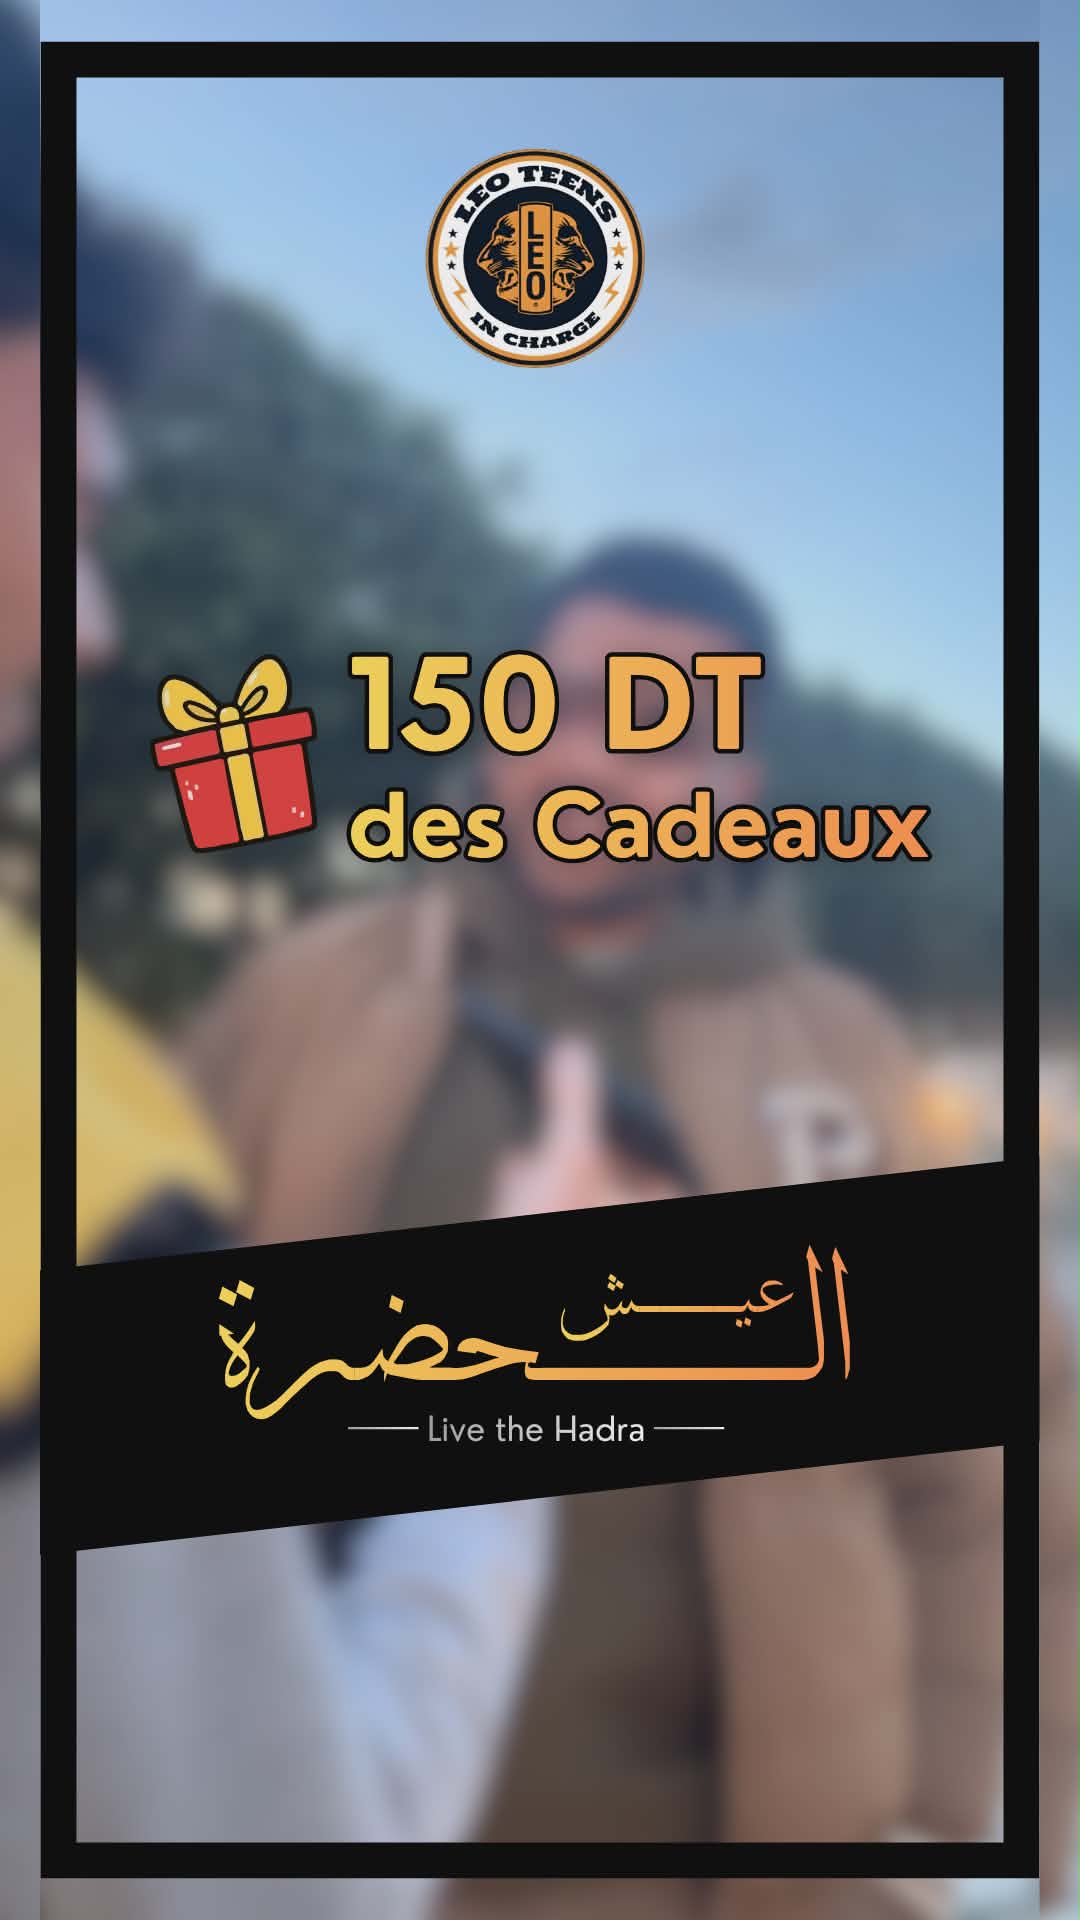 LEO TEENS
LEO
IN CHARGE
150 DT
des Cadeaux
عيش
الحضرة
Live the Hadra